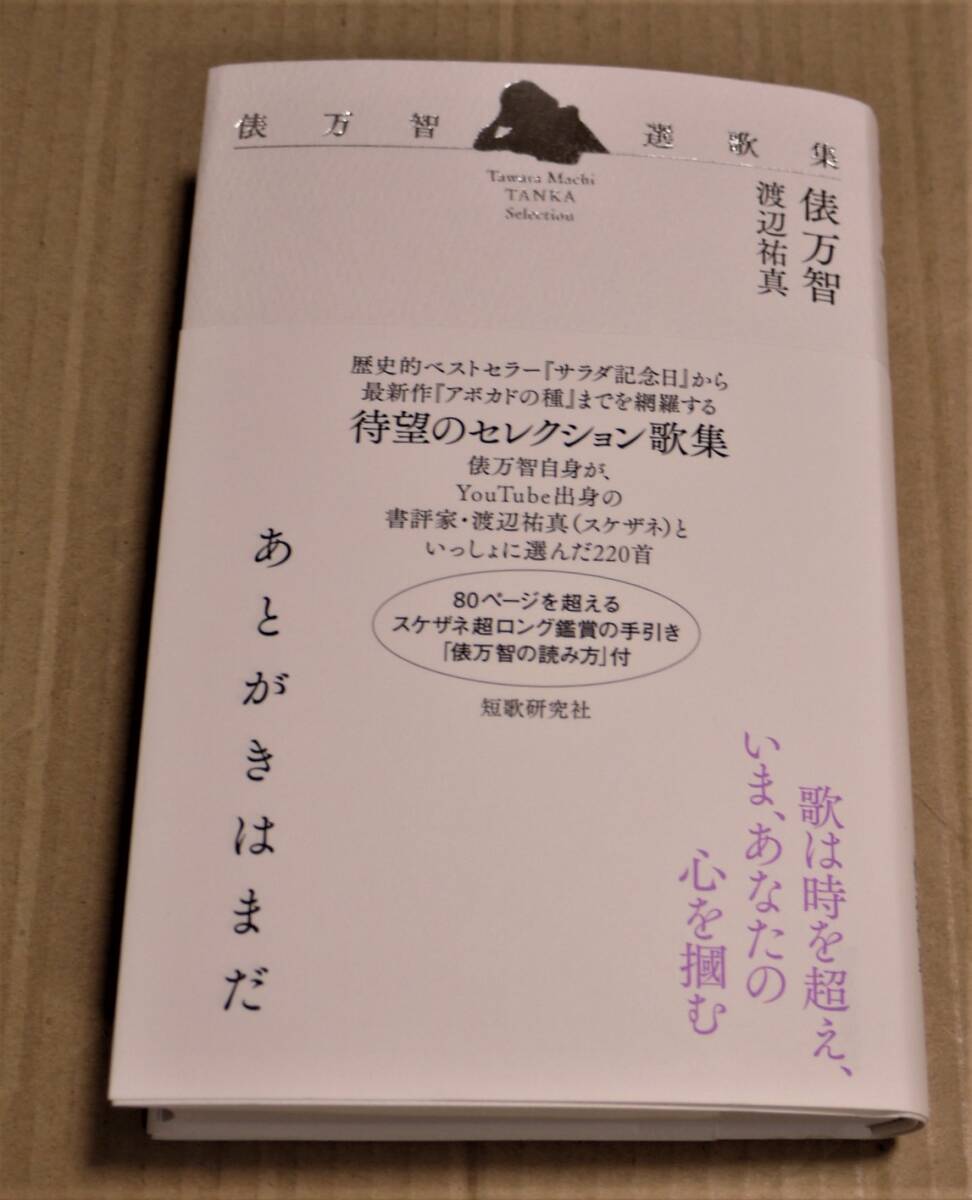 俵万智 選歌集
Tawara Machi
TANKA
Selection
俵万智
渡辺祐真
歴史的ベストセラー『サラダ記念日』から
最新作『アボカドの種』までを網羅する
待望のセレクション歌集
俵万智自身が、
YouTube出身の
書評家・渡辺祐真（スケザネ）と
いっしょに選んだ220首
80ページを超える
スケザネ超ロング鑑賞の手引き
「俵万智の読み方」付
短歌研究社
あとがきはまだ
歌は時を超え、
いま、あなたの
心を摑む